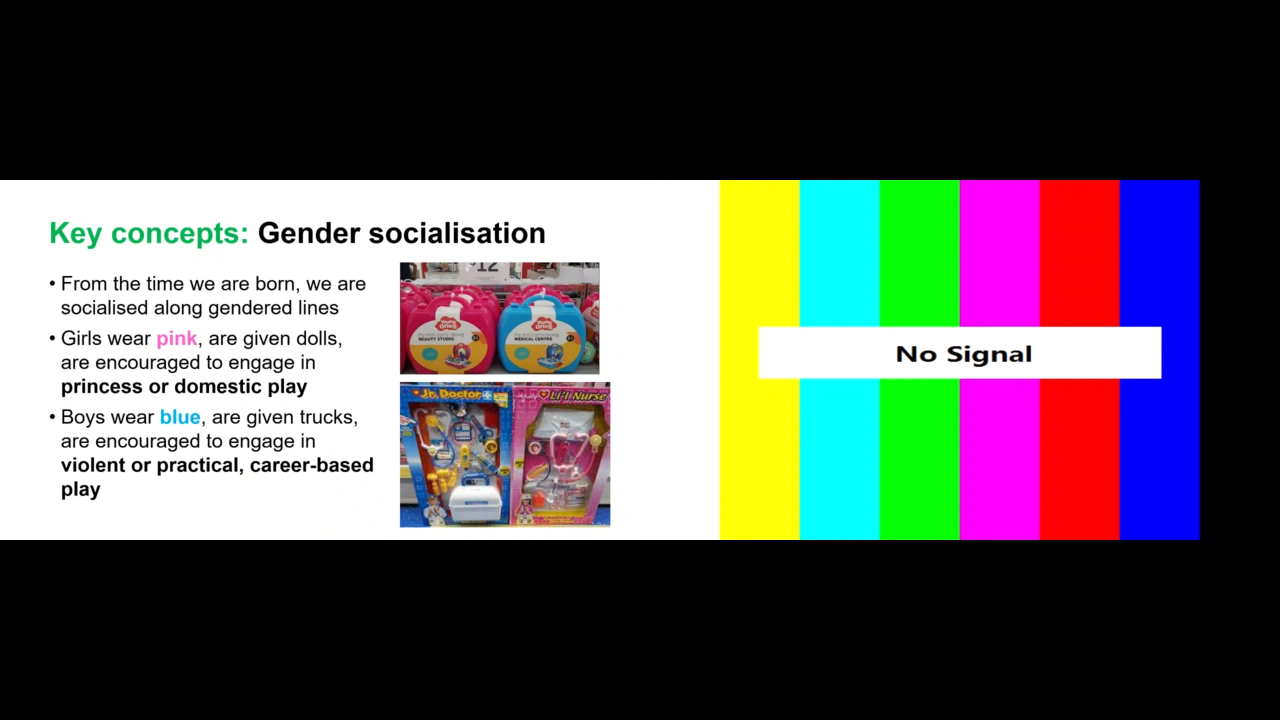 Key concepts: Gender socialisation
• From the time we are born, we are
socialised along gendered lines
• Girls wear pink, are given dolls,
are encouraged to engage in
princess or domestic play
• Boys wear blue, are given trucks,
are encouraged to engage in
violent or practical, career-based
play
12
BEAUTY STUDIO
MEDICAL CENTRE
Jr. Doctor
Li'l Nurse
No Signal